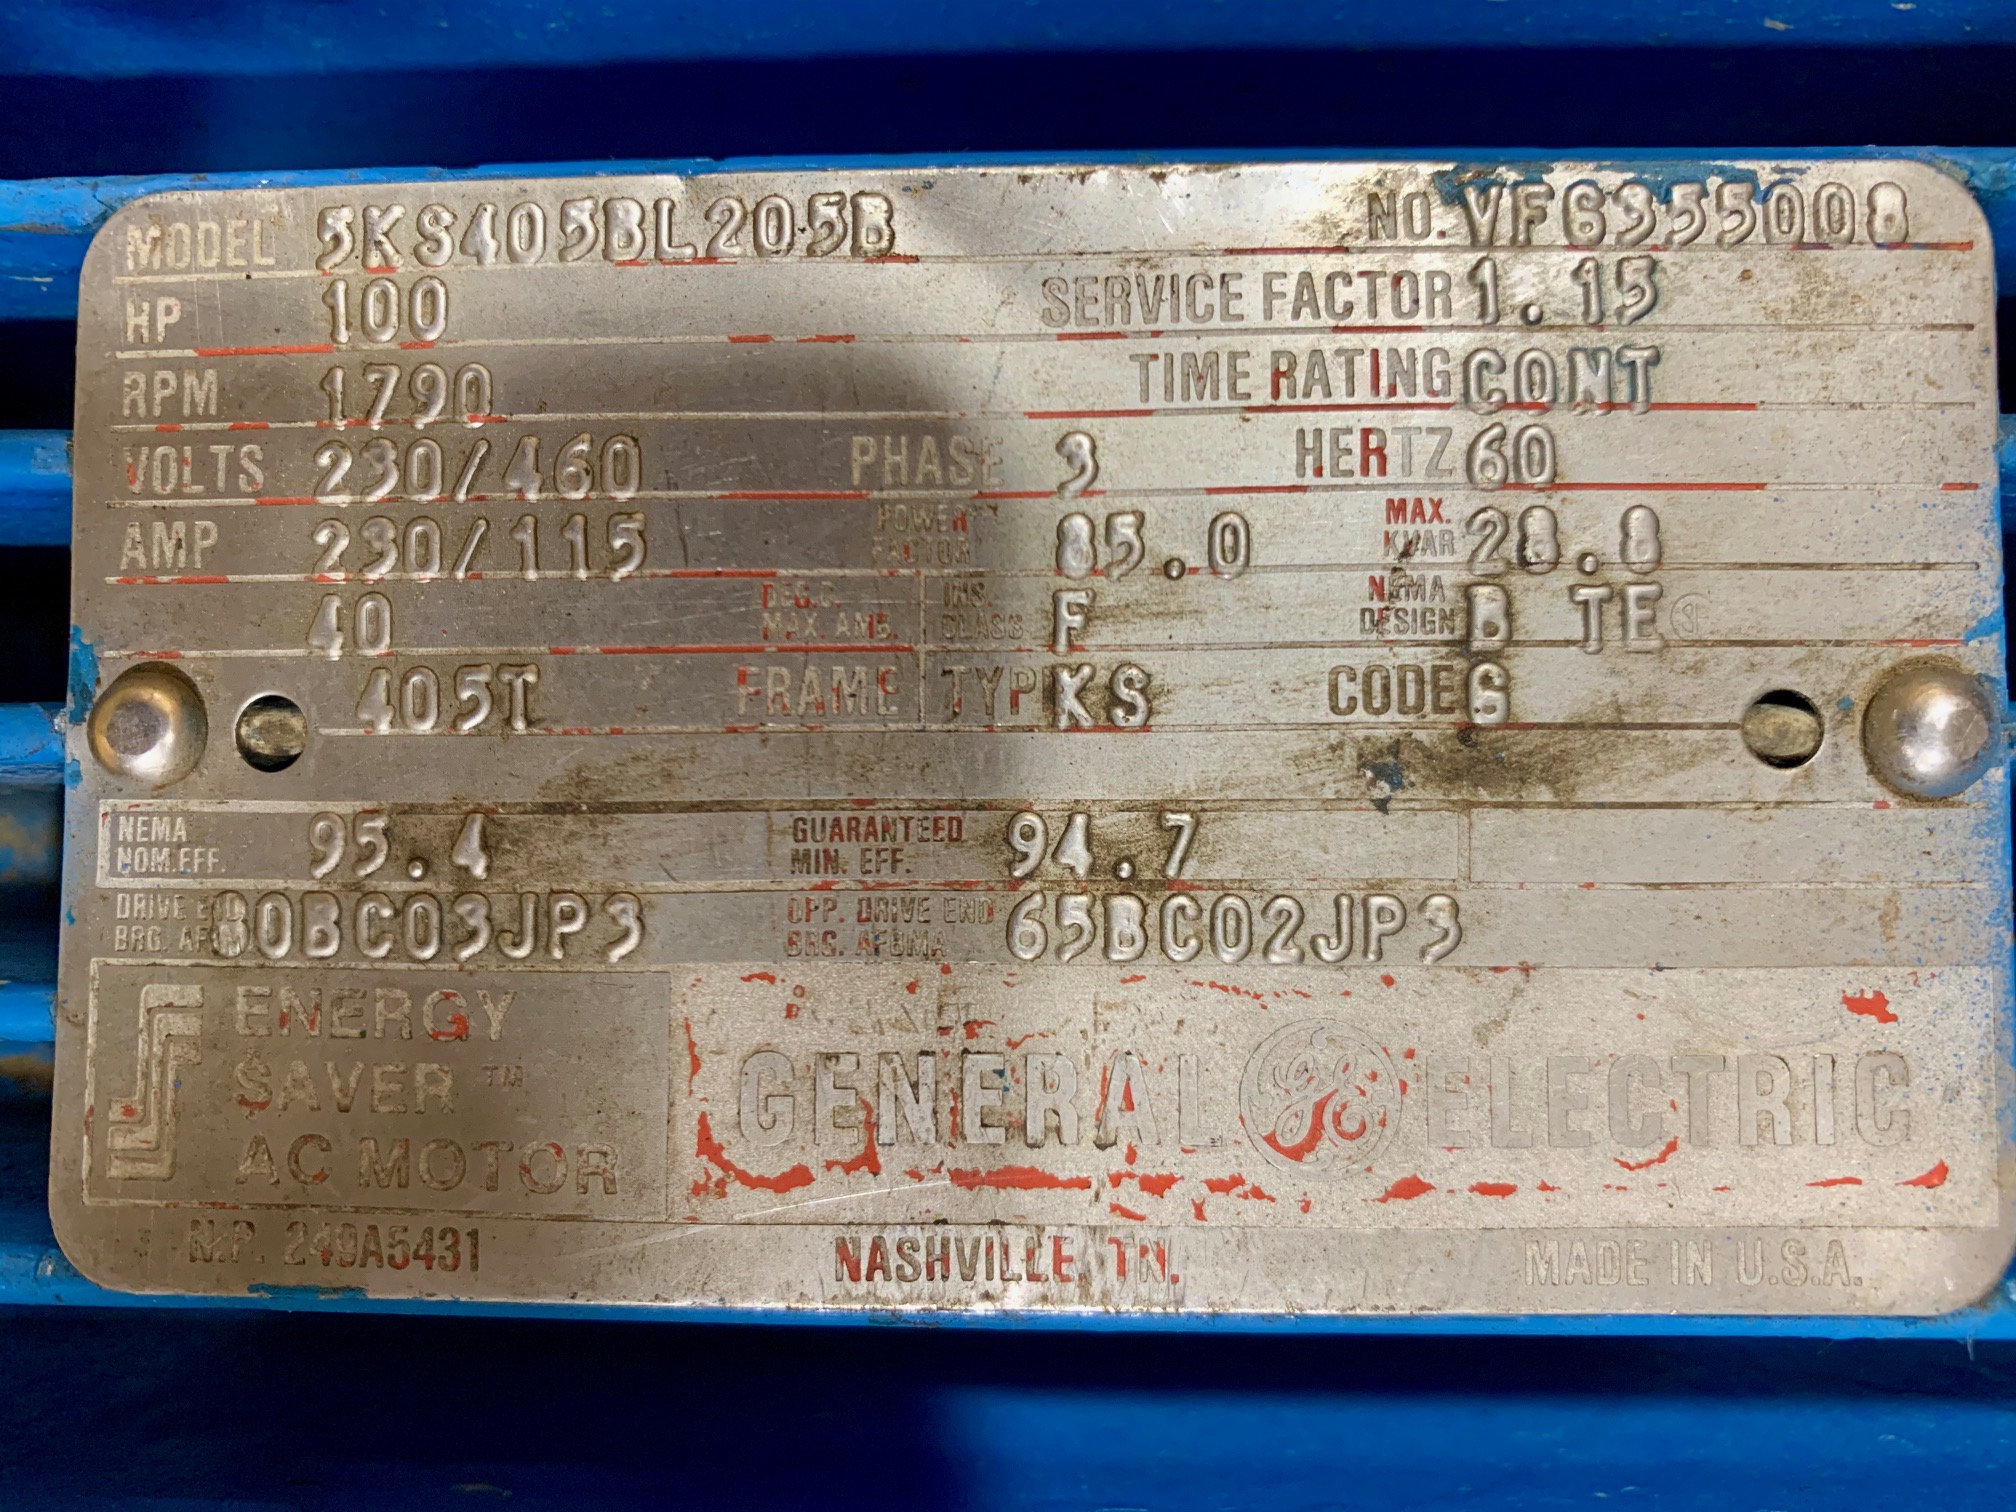 MODEL 5KS405BL205B NO. VF6355008
HP 100 SERVICE FACTOR 1.15
RPM 1790 TIME RATING CONT
VOLTS 230/460 PHASE 3 HERTZ 60
AMP 230/115 POWER FACTOR 85.0 MAX. KVAR 28.8
40 DEG.C. MAX. AMB. INS. CLASS F NEMA DESIGN B TE
405T FRAME TYPE KS CODE G
NEMA NOM.EFF. 95.4 GUARANTEED MIN. EFF. 94.7
DRIVE END BRG. AFBMA 80BC03JP3 OPP. DRIVE END BRG. AFBMA 65BC02JP3
ENERGY
$AVER™
AC MOTOR
GENERAL GE ELECTRIC
N.P. 249A5431 NASHVILLE, TN. MADE IN U.S.A.